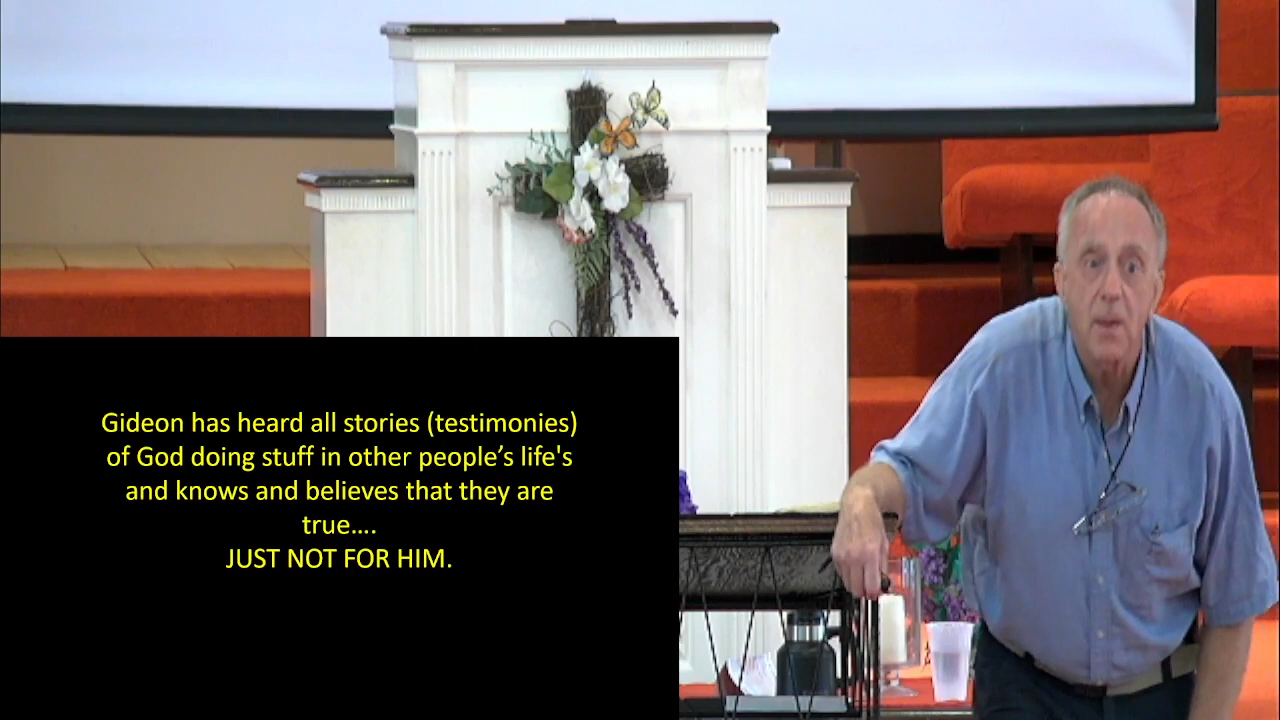 Gideon has heard all stories (testimonies)
of God doing stuff in other people’s life's
and knows and believes that they are
true….
JUST NOT FOR HIM.